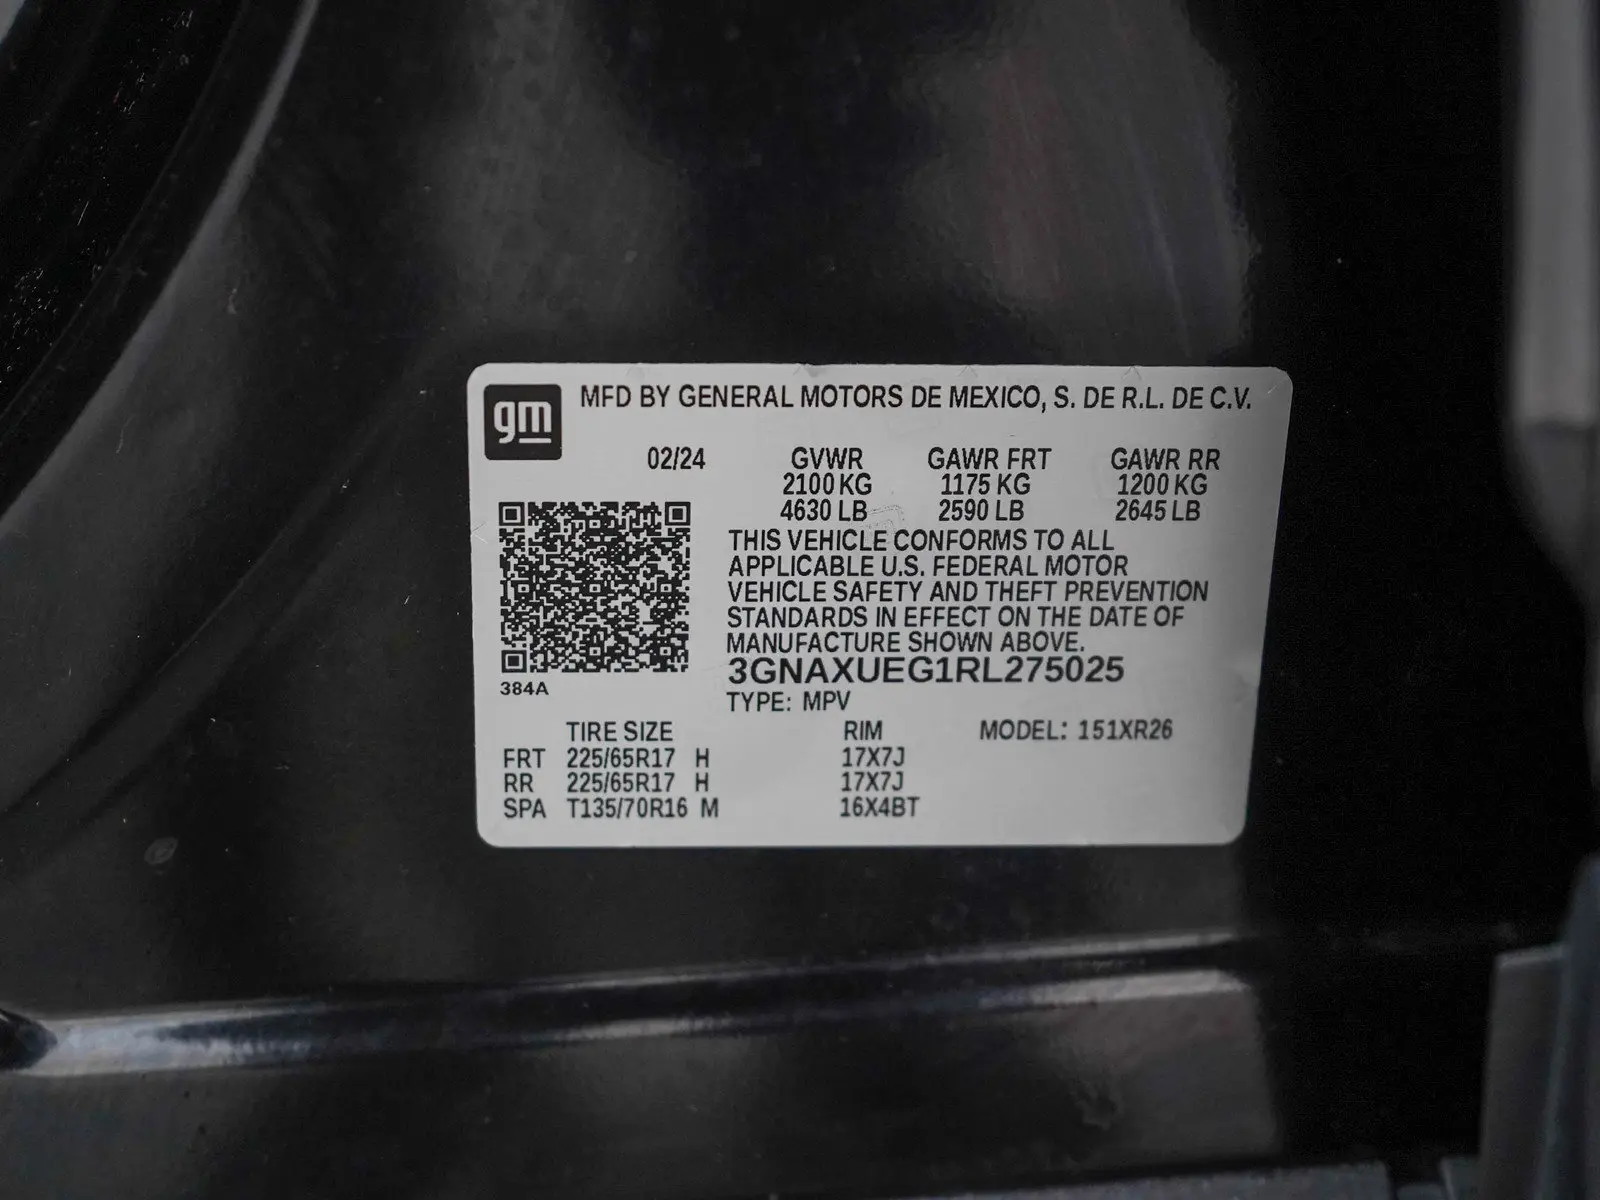 gm
MFD BY GENERAL MOTORS DE MEXICO, S. DE R.L. DE C.V.
02/24 GVWR GAWR FRT GAWR RR
2100 KG 1175 KG 1200 KG
4630 LB 2590 LB 2645 LB
THIS VEHICLE CONFORMS TO ALL
APPLICABLE U.S. FEDERAL MOTOR
VEHICLE SAFETY AND THEFT PREVENTION
STANDARDS IN EFFECT ON THE DATE OF
MANUFACTURE SHOWN ABOVE.
3GNAXUEG1RL275025
384A
TYPE: MPV
TIRE SIZE RIM MODEL: 151XR26
FRT 225/65R17 H 17X7J
RR 225/65R17 H 17X7J
SPA T135/70R16 M 16X4BT